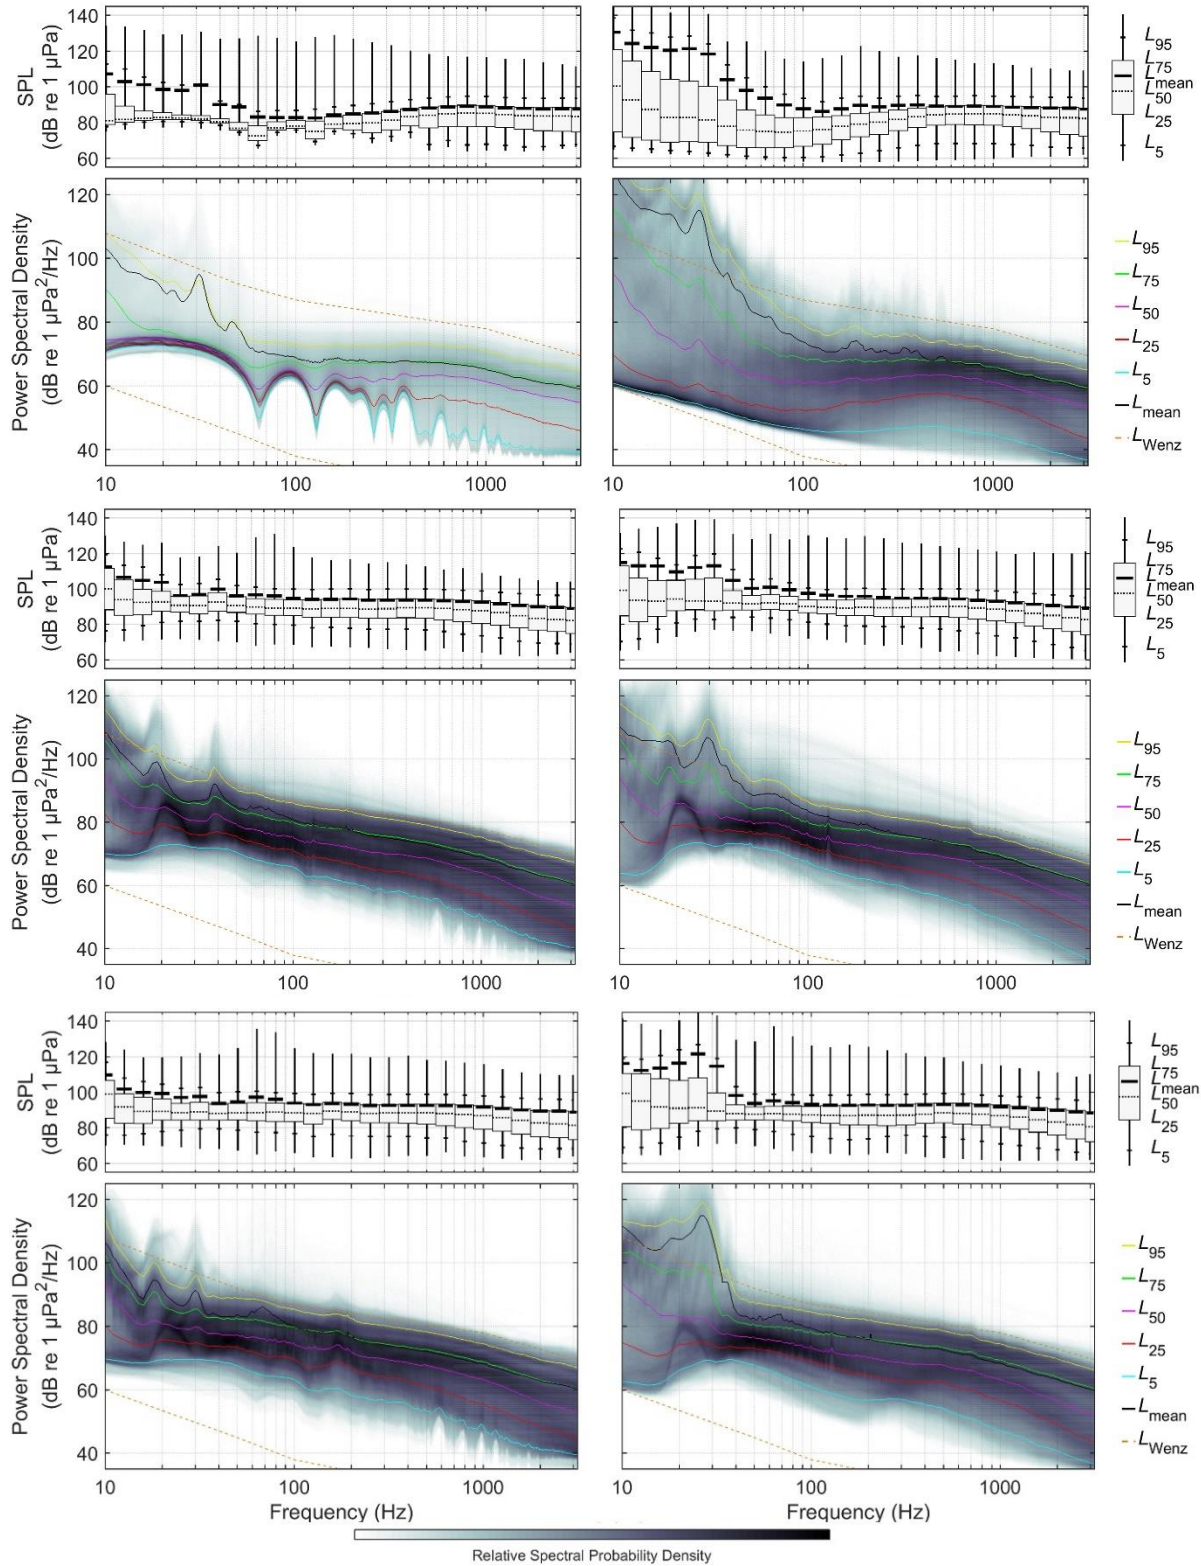 SPL
(dB re 1 µPa)
140
120
100
80
60
L95
L75
Lmean
L50
L25
L5
Power Spectral Density
(dB re 1 µPa²/Hz)
120
100
80
60
40
10 100 1000 10 100 1000
L95
L75
L50
L25
L5
Lmean
LWenz
SPL
(dB re 1 µPa)
140
120
100
80
60
L95
L75
Lmean
L50
L25
L5
Power Spectral Density
(dB re 1 µPa²/Hz)
120
100
80
60
40
10 100 1000 10 100 1000
L95
L75
L50
L25
L5
Lmean
LWenz
SPL
(dB re 1 µPa)
140
120
100
80
60
L95
L75
Lmean
L50
L25
L5
Power Spectral Density
(dB re 1 µPa²/Hz)
120
100
80
60
40
10 100 1000 10 100 1000
L95
L75
L50
L25
L5
Lmean
LWenz
Frequency (Hz) Frequency (Hz)
Relative Spectral Probability Density